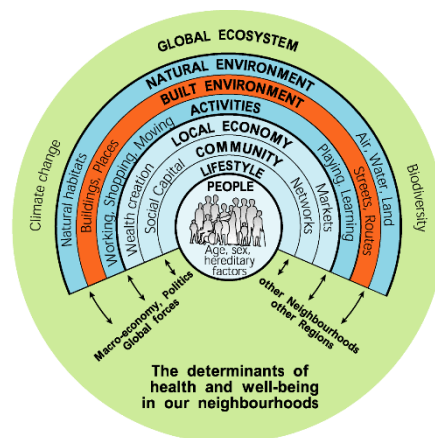 GLOBAL ECOSYSTEM
NATURAL ENVIRONMENT
BUILT ENVIRONMENT
ACTIVITIES
LOCAL ECONOMY
COMMUNITY
LIFESTYLE
PEOPLE
Age, sex,
hereditary
factors
Climate change
Natural habitats
Buildings, Places
Working, Shopping, Moving
Wealth creation
Social Capital
Networks
Markets
Playing, Learning
Streets, Routes
Air, Water, Land
Biodiversity
Macro-economy, Politics
Global forces
other Neighbourhoods
other Regions
The determinants of
health and well-being
in our neighbourhoods